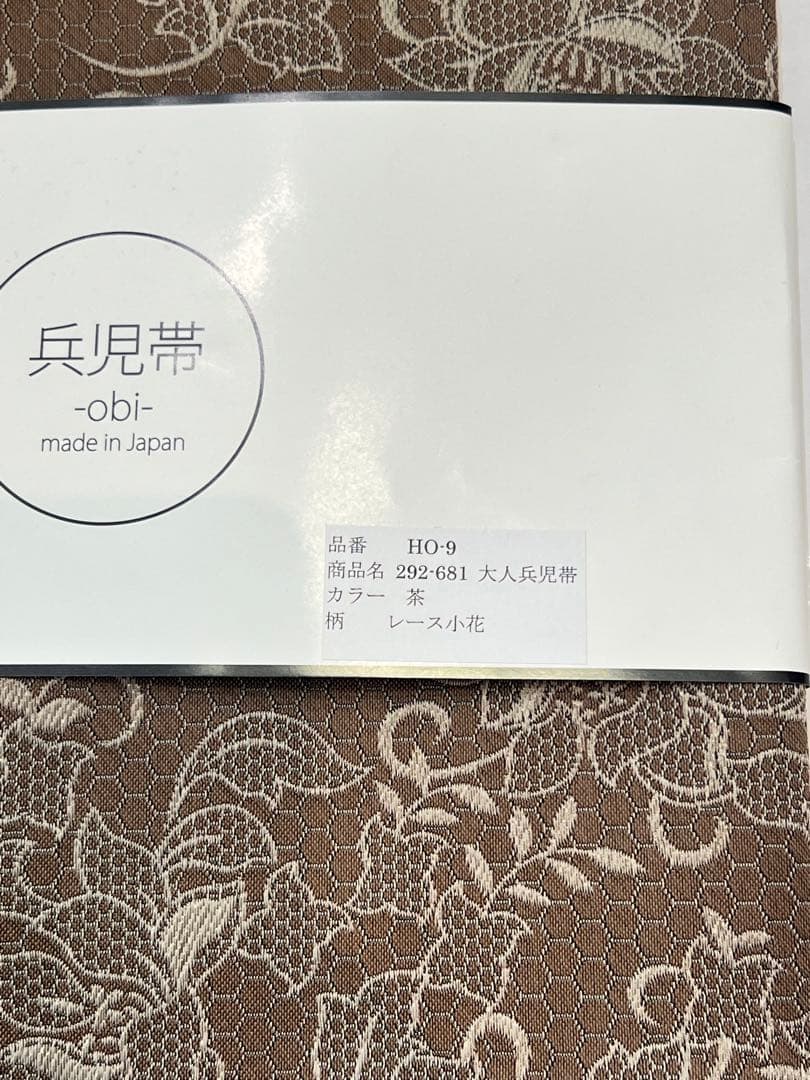 兵児帯
-obi-
made in Japan
品番 HO-9
商品名 292-681 大人兵児帯
カラー 茶
柄 レース小花